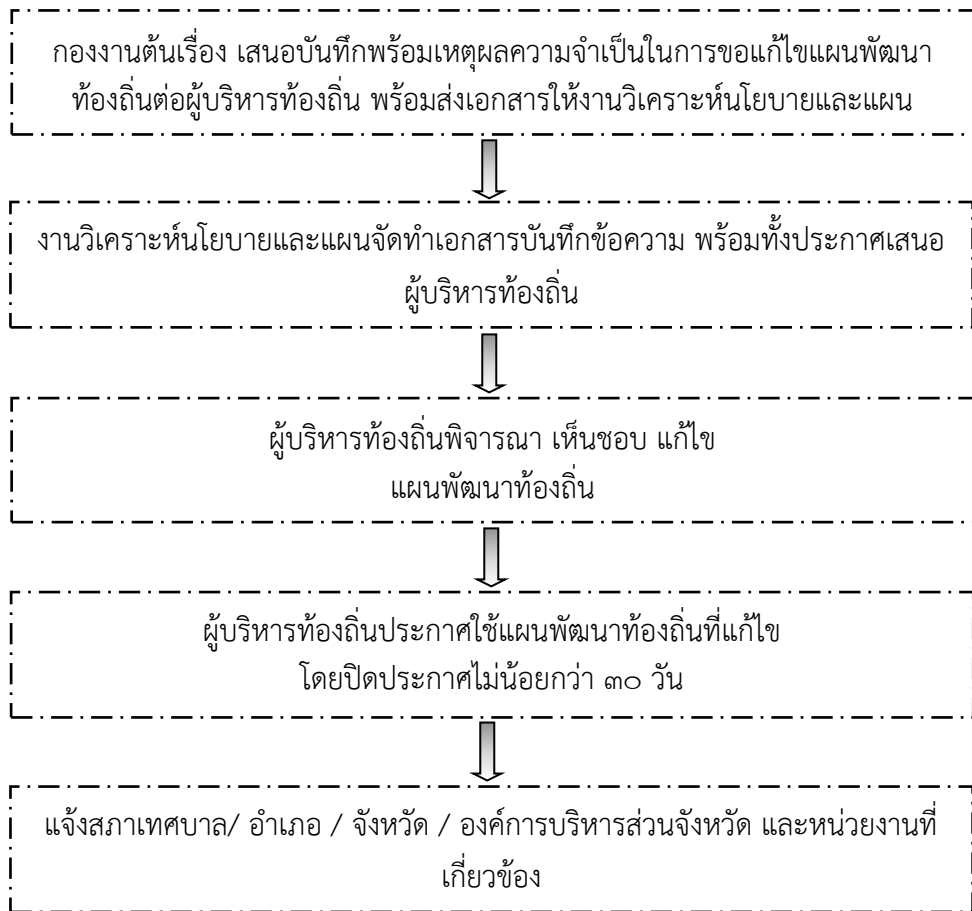 กองงานต้นเรื่อง เสนอบันทึกพร้อมเหตุผลความจำเป็นในการขอแก้ไขแผนพัฒนา
ท้องถิ่นต่อผู้บริหารท้องถิ่น พร้อมส่งเอกสารให้งานวิเคราะห์นโยบายและแผน
งานวิเคราะห์นโยบายและแผนจัดทำเอกสารบันทึกข้อความ พร้อมทั้งประกาศเสนอ
ผู้บริหารท้องถิ่น
ผู้บริหารท้องถิ่นพิจารณา เห็นชอบ แก้ไข
แผนพัฒนาท้องถิ่น
ผู้บริหารท้องถิ่นประกาศใช้แผนพัฒนาท้องถิ่นที่แก้ไข
โดยปิดประกาศไม่น้อยกว่า ๓๐ วัน
แจ้งสภาเทศบาล/ อำเภอ / จังหวัด / องค์การบริหารส่วนจังหวัด และหน่วยงานที่
เกี่ยวข้อง